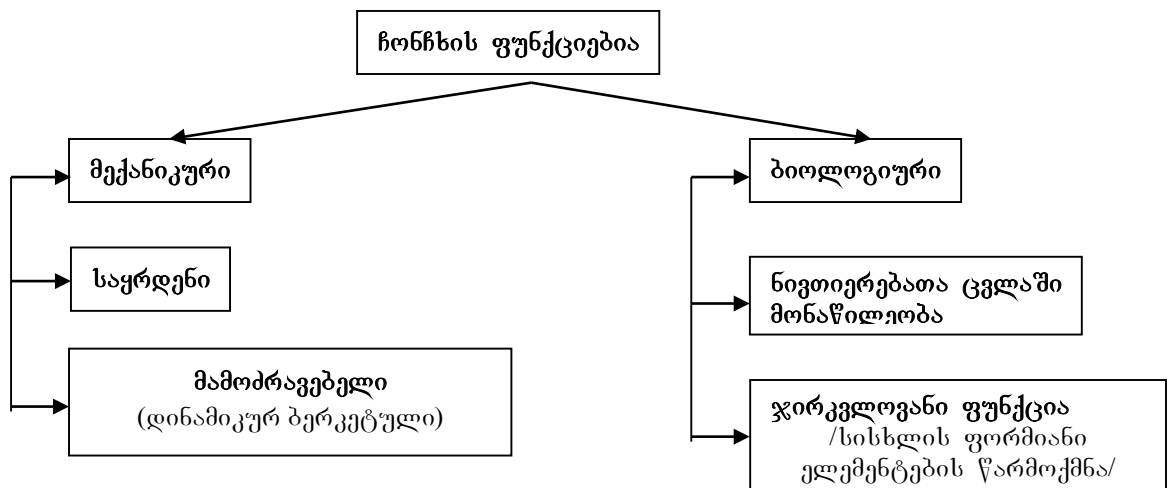 ჩონჩხის ფუნქციებია
მექანიკური
ბიოლოგიური
საყრდენი
ნივთიერებათა ცვლაში
მონაწილეობა
მამოძრავებელი
(დინამიკურ ბერკეტული)
ჯირკვლოვანი ფუნქცია
/სისხლის ფორმიანი
ელემენტების წარმოქმნა/